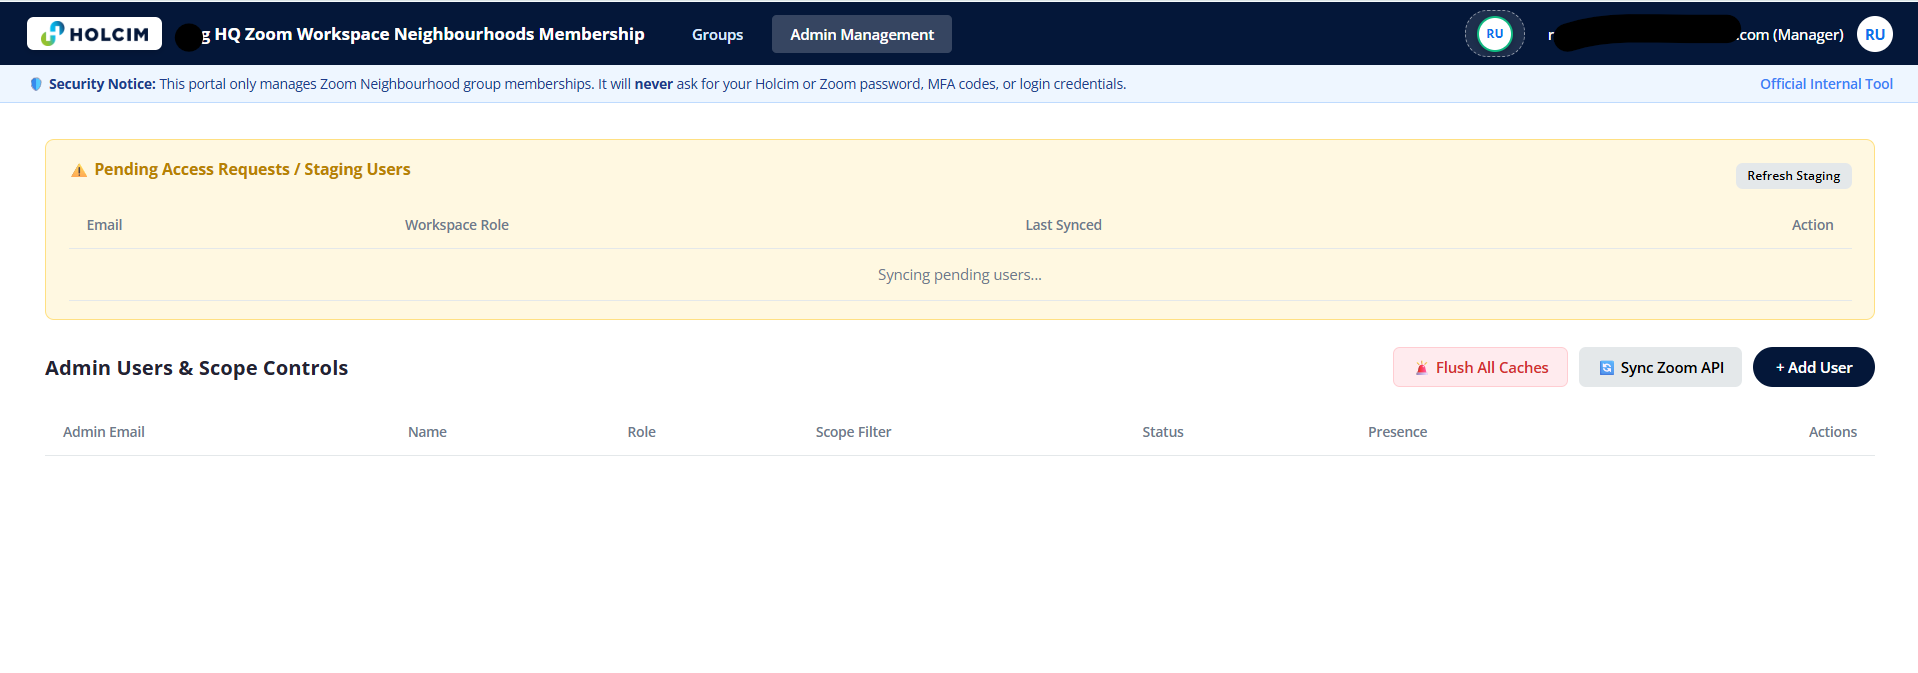 HOLCIM
HQ Zoom Workspace Neighbourhoods Membership
Groups
Admin Management
RU
.com (Manager)
RU
Security Notice: This portal only manages Zoom Neighbourhood group memberships. It will never ask for your Holcim or Zoom password, MFA codes, or login credentials.
Official Internal Tool
Pending Access Requests / Staging Users
Refresh Staging
Email Workspace Role Last Synced Action
Syncing pending users...
Admin Users & Scope Controls
Flush All Caches
Sync Zoom API
+ Add User
Admin Email Name Role Scope Filter Status Presence Actions